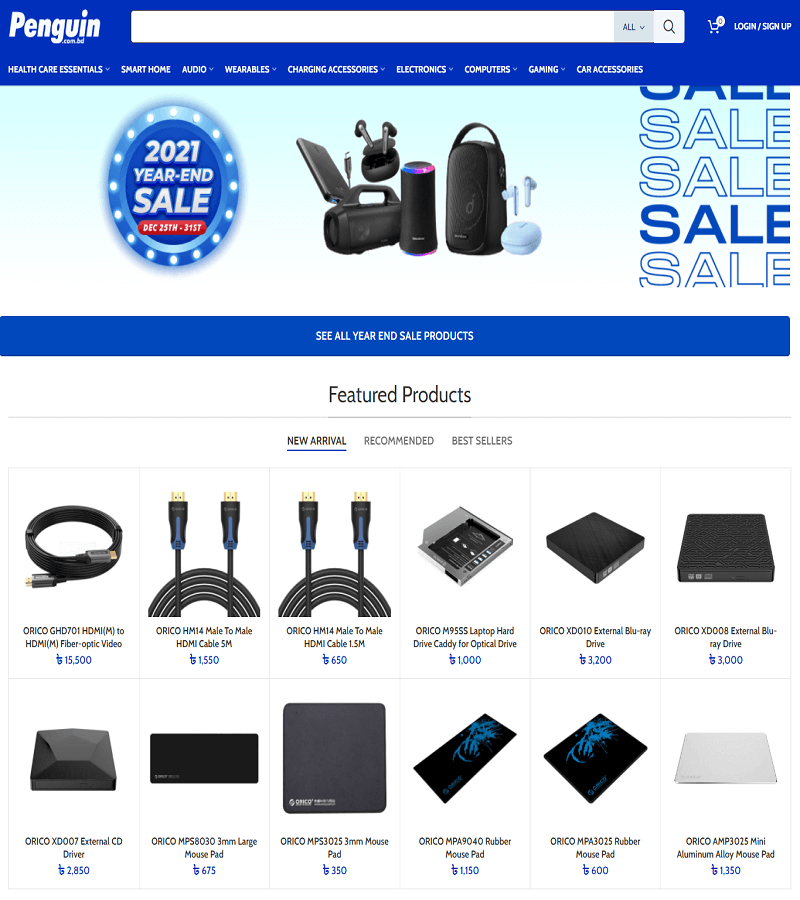 Penguin
.com.bd
ALL
0
LOGIN / SIGN UP
HEALTH CARE ESSENTIALS
SMART HOME
AUDIO
WEARABLES
CHARGING ACCESSORIES
ELECTRONICS
COMPUTERS
GAMING
CAR ACCESSORIES
2021
YEAR-END
SALE
DEC 25TH - 31ST
SALE
SALE
SALE
SALE
SALE
SEE ALL YEAR END SALE PRODUCTS
Featured Products
NEW ARRIVAL
RECOMMENDED
BEST SELLERS
ORICO GHD701 HDMI(M) to
HDMI(M) Fiber-optic Video
৳ 15,500
ORICO HM14 Male To Male
HDMI Cable 5M
৳ 1,550
ORICO HM14 Male To Male
HDMI Cable 1.5M
৳ 650
ORICO M95SS Laptop Hard
Drive Caddy for Optical Drive
৳ 1,000
ORICO XD010 External Blu-ray
Drive
৳ 3,200
ORICO XD008 External Blu-
ray Drive
৳ 3,000
ORICO XD007 External CD
Driver
৳ 2,850
ORICO MPS8030 3mm Large
Mouse Pad
৳ 675
ORICO
ORICO MPS3025 3mm Mouse
Pad
৳ 350
ORICO
ORICO MPA9040 Rubber
Mouse Pad
৳ 1,150
ORICO
ORICO MPA3025 Rubber
Mouse Pad
৳ 600
ORICO AMP3025 Mini
Aluminum Alloy Mouse Pad
৳ 1,350